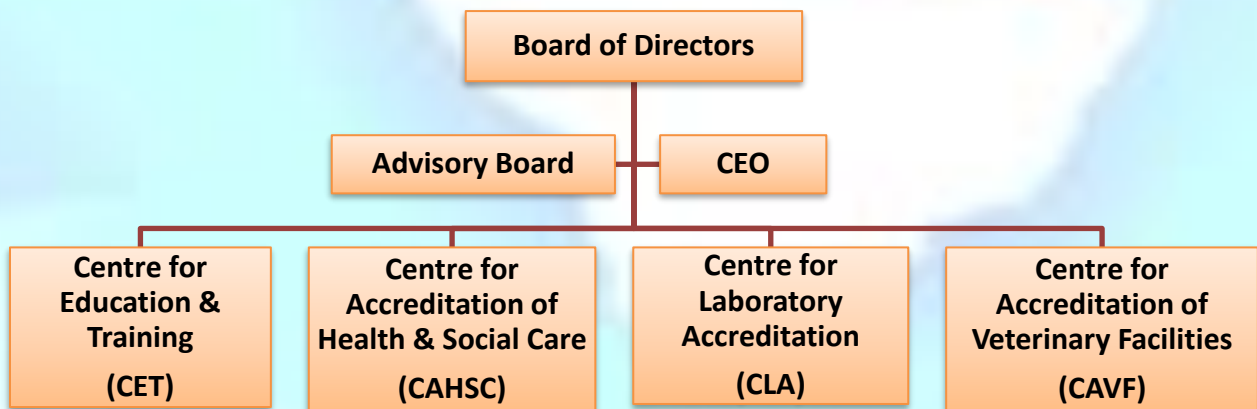 Board of Directors
Advisory Board
CEO
Centre for
Education &
Training
(CET)
Centre for
Accreditation of
Health & Social Care
(CAHSC)
Centre for
Laboratory
Accreditation
(CLA)
Centre for
Accreditation of
Veterinary Facilities
(CAVF)